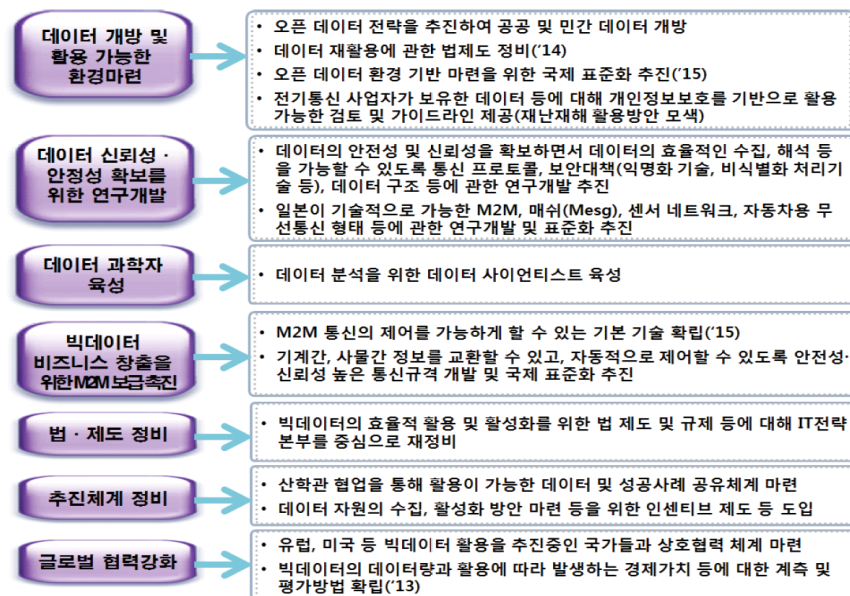 데이터 개방 및
활용 가능한
환경마련
• 오픈 데이터 전략을 추진하여 공공 및 민간 데이터 개방
• 데이터 재활용에 관한 법제도 정비('14)
• 오픈 데이터 환경 기반 마련을 위한 국제 표준화 추진('15)
• 전기통신 사업자가 보유한 데이터 등에 대해 개인정보보호를 기반으로 활용
가능한 검토 및 가이드라인 제공(재난재해 활용방안 모색)
데이터 신뢰성 ·
안정성 확보를
위한 연구개발
• 데이터의 안전성 및 신뢰성을 확보하면서 데이터의 효율적인 수집, 해석 등
을 가능할 수 있도록 통신 프로토콜, 보안대책(익명화 기술, 비식별화 처리기
술 등), 데이터 구조 등에 관한 연구개발 추진
• 일본이 기술적으로 가능한 M2M, 매쉬(Mesg), 센서 네트워크, 자동차용 무
선통신 형태 등에 관한 연구개발 및 표준화 추진
데이터 과학자
육성
• 데이터 분석을 위한 데이터 사이언티스트 육성
빅데이터
비즈니스 창출을
위한 M2M 보급촉진
• M2M 통신의 제어를 가능하게 할 수 있는 기본 기술 확립('15)
• 기계간, 사물간 정보를 교환할 수 있고, 자동적으로 제어할 수 있도록 안전성·
신뢰성 높은 통신규격 개발 및 국제 표준화 추진
법 · 제도 정비
• 빅데이터의 효율적 활용 및 활성화를 위한 법 제도 및 규제 등에 대해 IT전략
본부를 중심으로 재정비
추진체계 정비
• 산학관 협업을 통해 활용이 가능한 데이터 및 성공사례 공유체계 마련
• 데이터 자원의 수집, 활성화 방안 마련 등을 위한 인센티브 제도 등 도입
글로벌 협력강화
• 유럽, 미국 등 빅데이터 활용을 추진중인 국가들과 상호협력 체계 마련
• 빅데이터의 데이터량과 활용에 따라 발생하는 경제가치 등에 대한 계측 및
평가방법 확립('13)